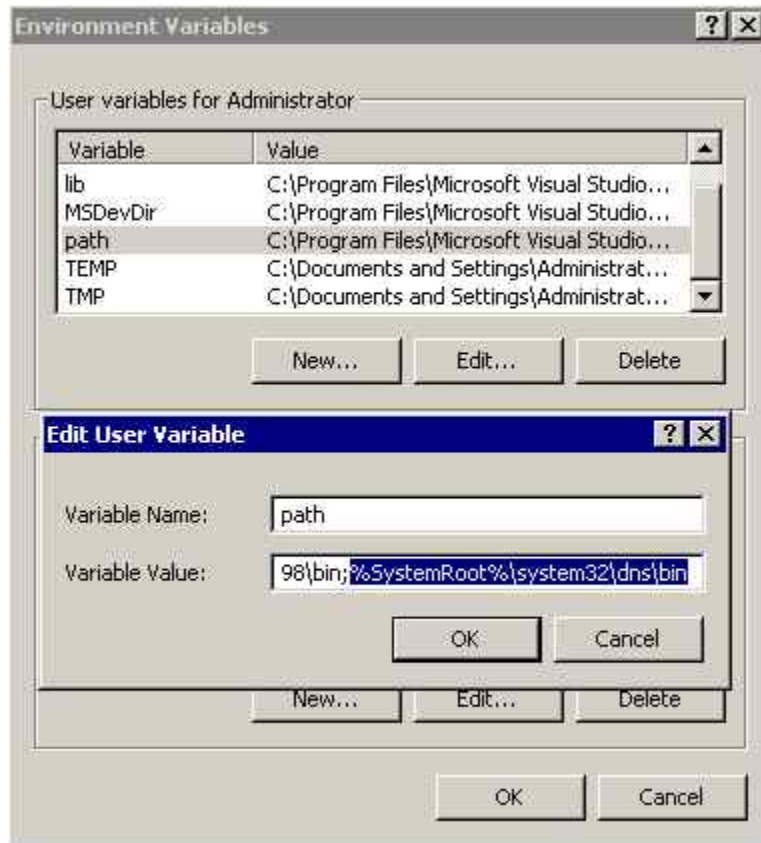 Environment Variables
User variables for Administrator
Variable Value
lib C:\Program Files\Microsoft Visual Studio...
MSDevDir C:\Program Files\Microsoft Visual Studio...
path C:\Program Files\Microsoft Visual Studio...
TEMP C:\Documents and Settings\Administrat...
TMP C:\Documents and Settings\Administrat...
New... Edit... Delete
Edit User Variable
Variable Name: path
Variable Value: 98\bin;%SystemRoot%\system32\dns\bin
OK Cancel
New... Edit... Delete
OK Cancel